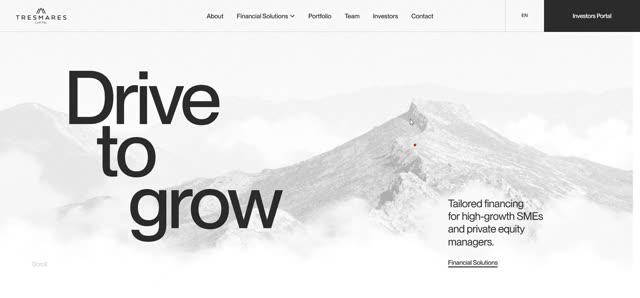 TRESMARES
About
Financial Solutions
Portfolio
Team
Investors
Contact
EN
Investors Portal
Drive
to
grow
Tailored financing
for high-growth SMEs
and private equity
managers.
Financial Solutions
Scroll